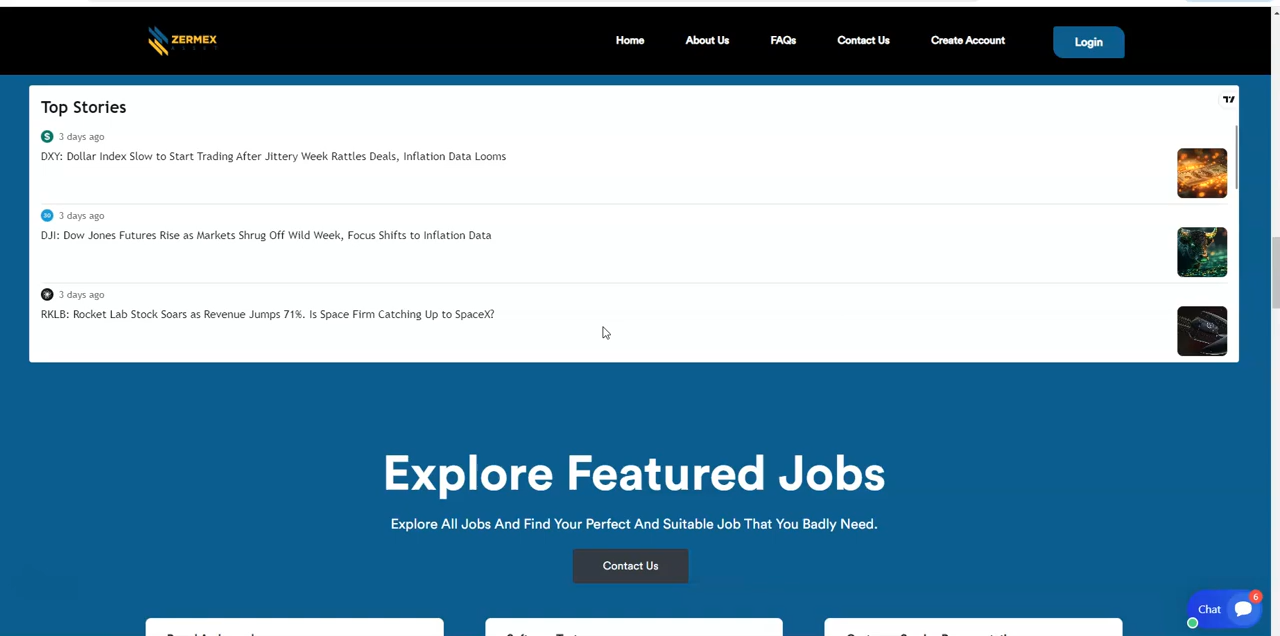 ZERMEX
Home
About Us
FAQs
Contact Us
Create Account
Login
Top Stories
3 days ago
DXY: Dollar Index Slow to Start Trading After Jittery Week Rattles Deals, Inflation Data Looms
30
3 days ago
DJI: Dow Jones Futures Rise as Markets Shrug Off Wild Week, Focus Shifts to Inflation Data
3 days ago
RKLB: Rocket Lab Stock Soars as Revenue Jumps 71%. Is Space Firm Catching Up to SpaceX?
Explore Featured Jobs
Explore All Jobs And Find Your Perfect And Suitable Job That You Badly Need.
Contact Us
Chat
6